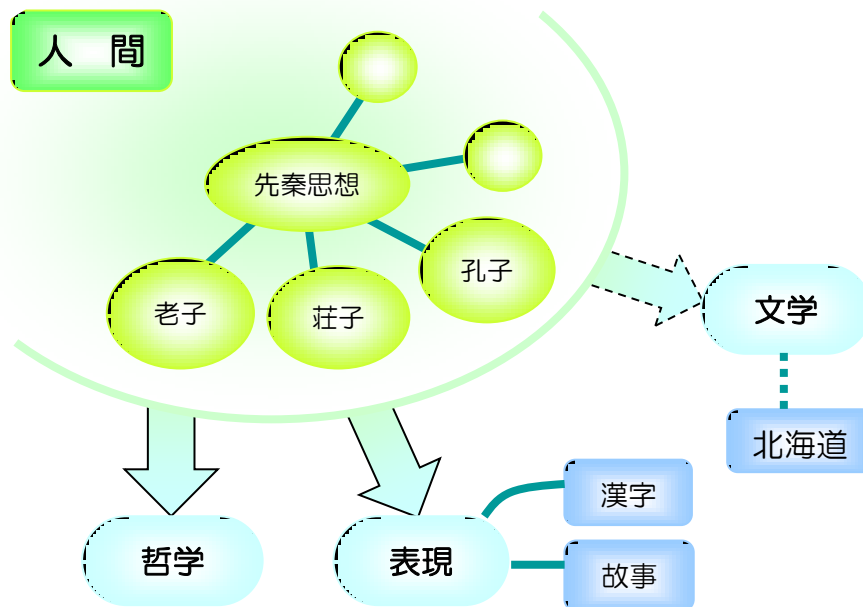 人　間
先秦思想
老子
荘子
孔子
文学
北海道
漢字
哲学
表現
故事